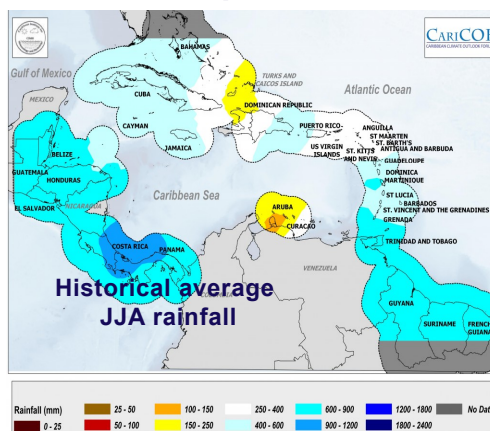 CARICOF
CARIBBEAN CLIMATE OUTLOOK FORUM
Gulf of Mexico
BAHAMAS
TURKS AND
CAICOS ISLAND
Atlantic Ocean
MEXICO
CUBA
DOMINICAN REPUBLIC
CAYMAN
JAMAICA
PUERTO RICO
US VIRGIN
ISLANDS
ANGUILLA
ST MAARTEN
ST. BARTH'S
ST. KITTS
AND NEVIS
ANTIGUA AND BARBUDA
GUADELOUPE
BELIZE
GUATEMALA
HONDURAS
DOMINICA
MARTINIQUE
Caribbean Sea
ST LUCIA
BARBADOS
EL SALVADOR
NICARAGUA
ARUBA
CURACAO
ST. VINCENT AND THE GRENADINES
GRENADA
COSTA RICA
PANAMA
TRINIDAD AND TOBAGO
VENEZUELA
Historical average
JJA rainfall
GUYANA
SURINAME
FRENCH
GUIANA
Rainfall (mm)
25 - 50
100 - 150
250 - 400
600 - 900
1200 - 1800
No Dat
0 - 25
50 - 100
150 - 250
400 - 600
900 - 1200
1800 - 2400